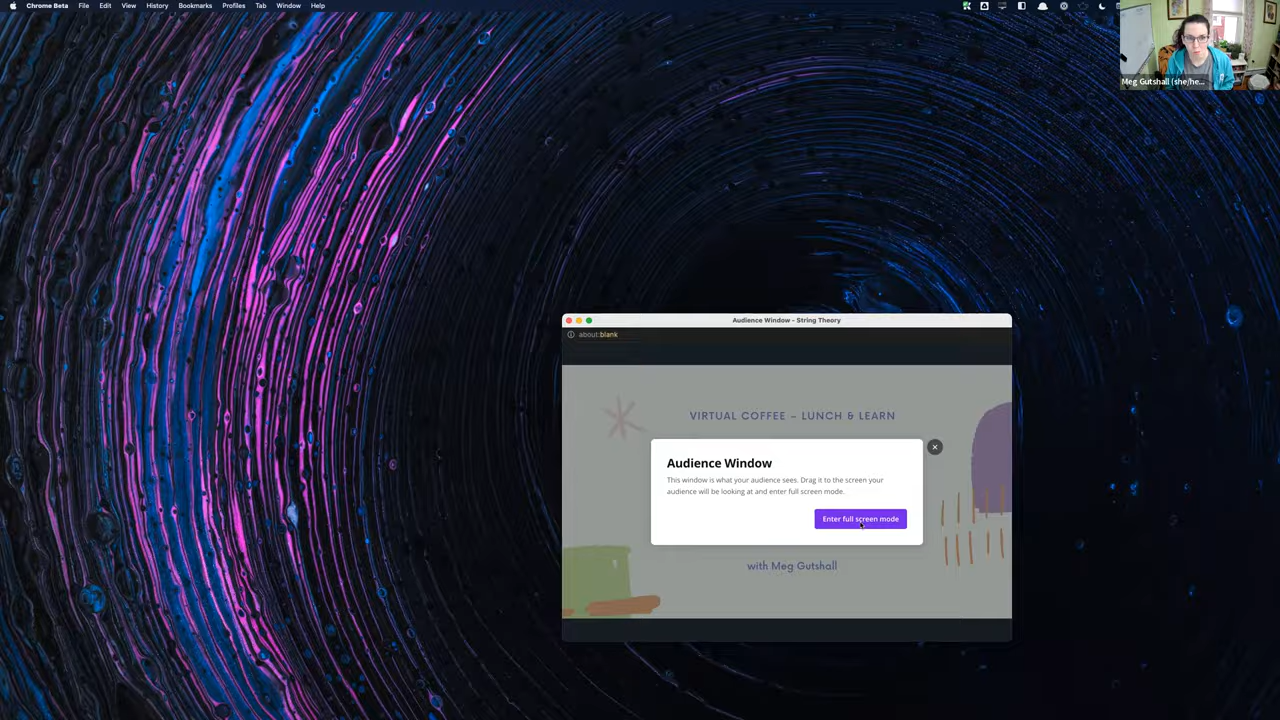 Chrome Beta File Edit View History Bookmarks Profiles Tab Window Help
Meg Gutshall (she/he...
Audience Window - String Theory
about:blank
VIRTUAL COFFEE – LUNCH & LEARN
Audience Window
This window is what your audience sees. Drag it to the screen your
audience will be looking at and enter full screen mode.
Enter full screen mode
with Meg Gutshall